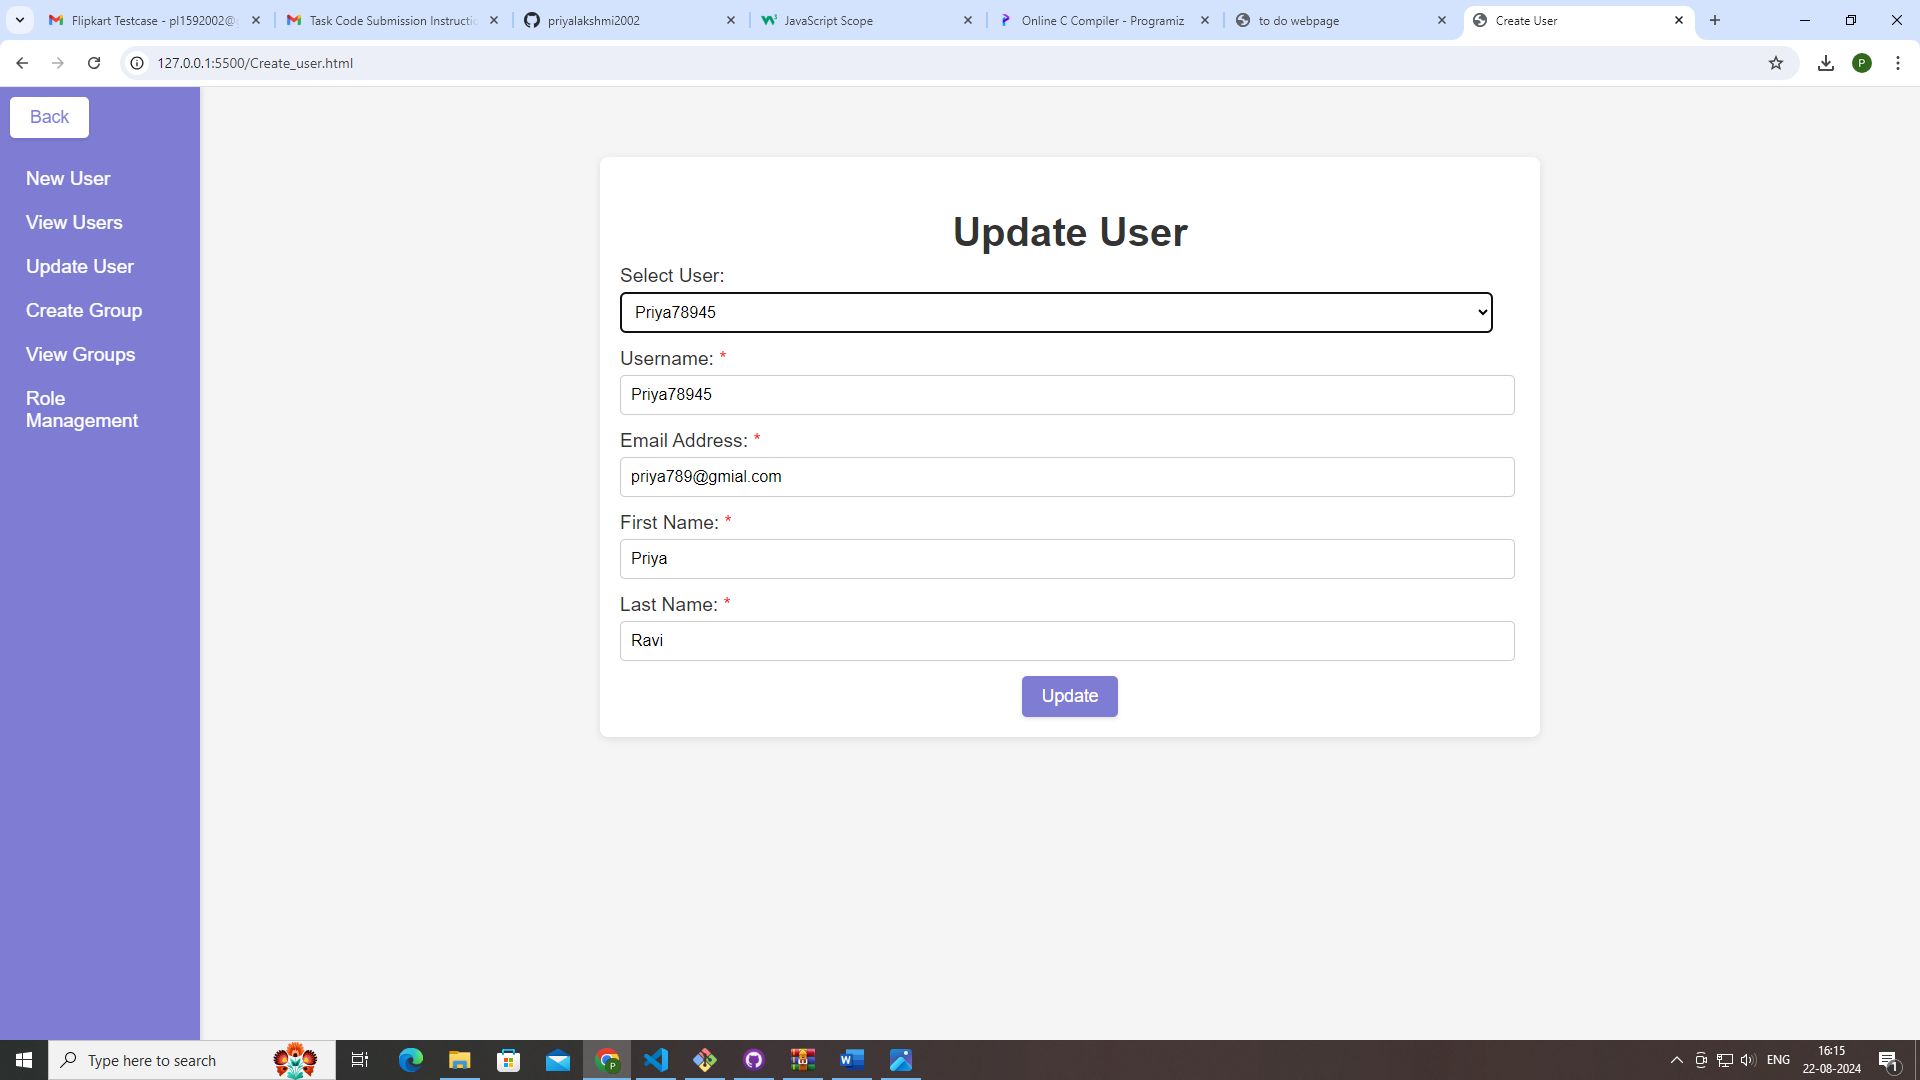 Flipkart Testcase - pl1592002@g
Task Code Submission Instructio
priyalakshmi2002
JavaScript Scope
Online C Compiler - Programiz
to do webpage
Create User
127.0.0.1:5500/Create_user.html
P
Back
New User
View Users
Update User
Create Group
View Groups
Role
Management
Update User
Select User:
Priya78945
Username: *
Priya78945
Email Address: *
priya789@gmial.com
First Name: *
Priya
Last Name: *
Ravi
Update
Type here to search
ENG
16:15
22-08-2024
1